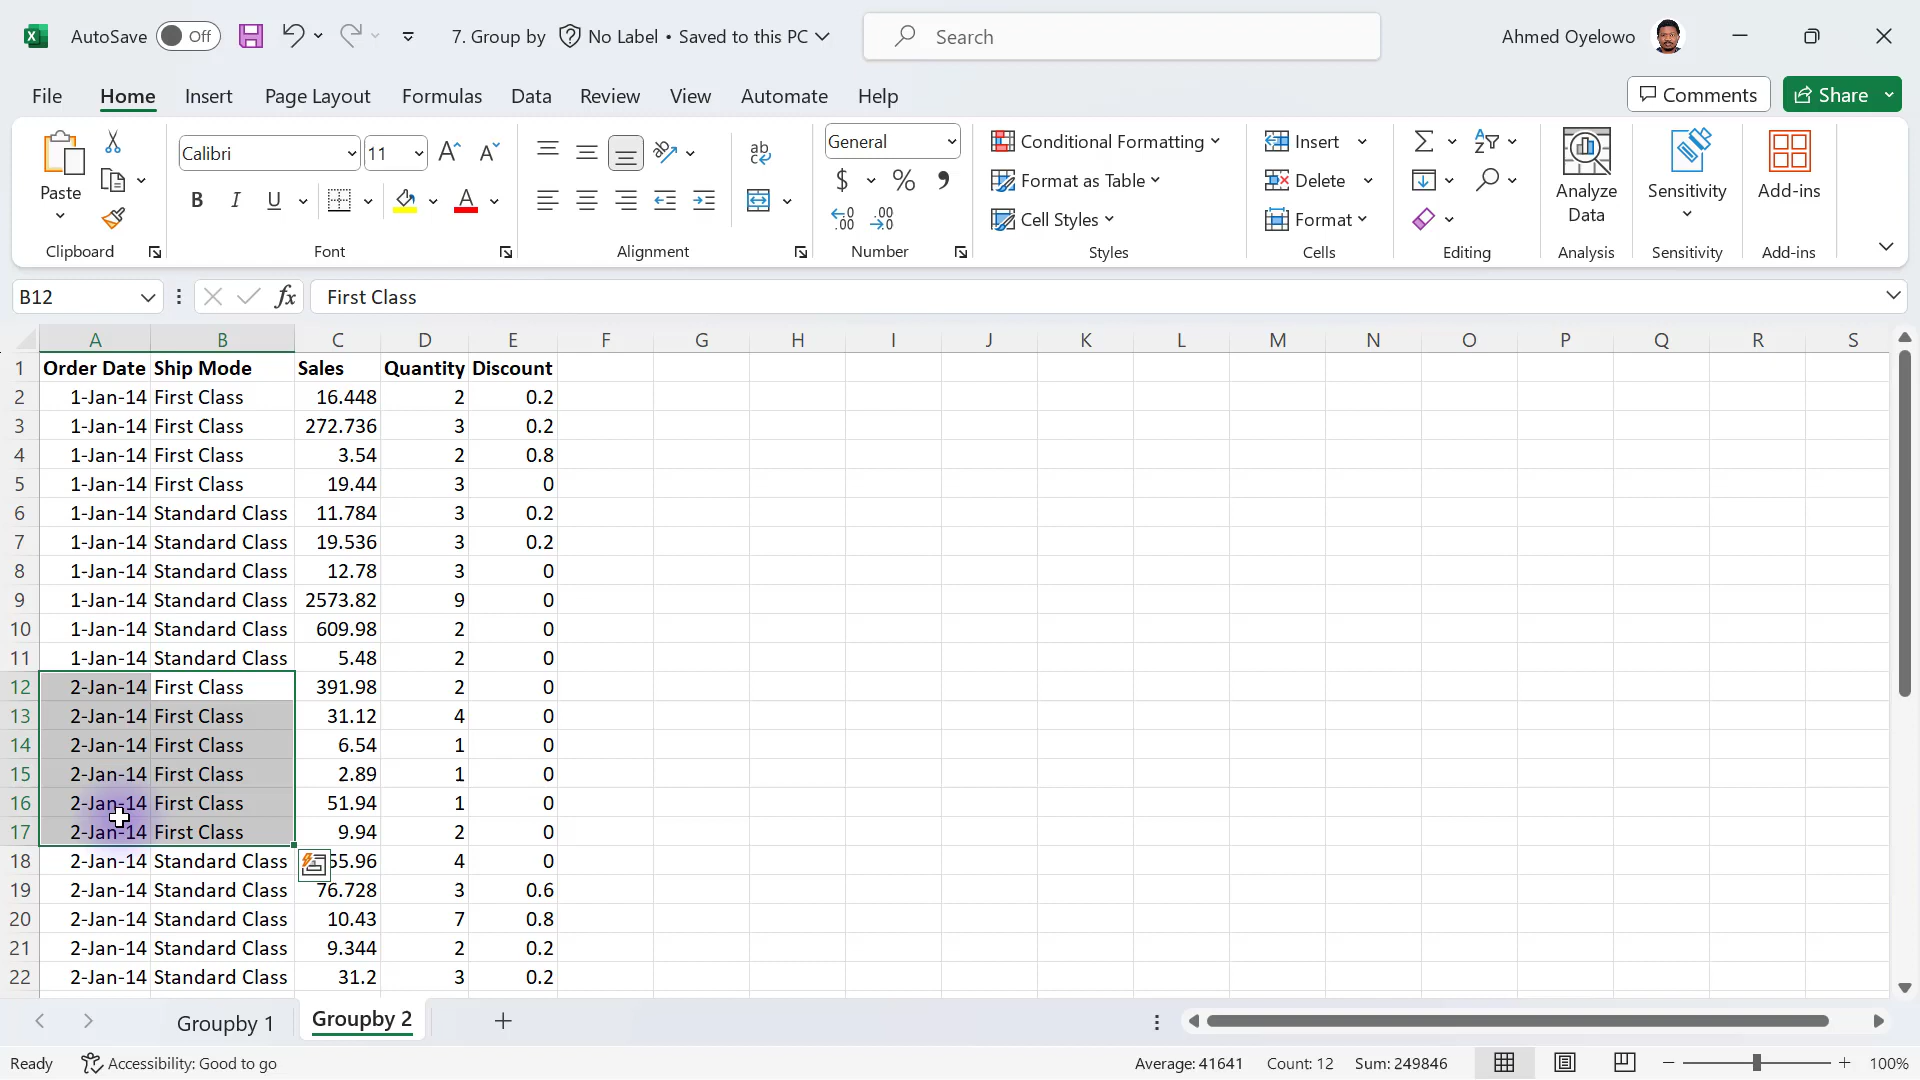 AutoSave Off 7. Group by No Label • Saved to this PC Search Ahmed Oyelowo
File Home Insert Page Layout Formulas Data Review View Automate Help Comments Share
Paste Calibri 11 A^ A˅ ab General Conditional Formatting Insert Σ Analyze Data Sensitivity Add-ins
B I U A $ % , Format as Table Delete
.00 .00 Cell Styles Format
Clipboard Font Alignment Number Styles Cells Editing Analysis Sensitivity Add-ins
B12 fx First Class
A B C D E F G H I J K L M N O P Q R S
1 Order Date Ship Mode Sales Quantity Discount
2 1-Jan-14 First Class 16.448 2 0.2
3 1-Jan-14 First Class 272.736 3 0.2
4 1-Jan-14 First Class 3.54 2 0.8
5 1-Jan-14 First Class 19.44 3 0
6 1-Jan-14 Standard Class 11.784 3 0.2
7 1-Jan-14 Standard Class 19.536 3 0.2
8 1-Jan-14 Standard Class 12.78 3 0
9 1-Jan-14 Standard Class 2573.82 9 0
10 1-Jan-14 Standard Class 609.98 2 0
11 1-Jan-14 Standard Class 5.48 2 0
12 2-Jan-14 First Class 391.98 2 0
13 2-Jan-14 First Class 31.12 4 0
14 2-Jan-14 First Class 6.54 1 0
15 2-Jan-14 First Class 2.89 1 0
16 2-Jan-14 First Class 51.94 1 0
17 2-Jan-14 First Class 9.94 2 0
18 2-Jan-14 Standard Class 55.96 4 0
19 2-Jan-14 Standard Class 76.728 3 0.6
20 2-Jan-14 Standard Class 10.43 7 0.8
21 2-Jan-14 Standard Class 9.344 2 0.2
22 2-Jan-14 Standard Class 31.2 3 0.2
Groupby 1 Groupby 2
Ready Accessibility: Good to go Average: 41641 Count: 12 Sum: 249846 100%